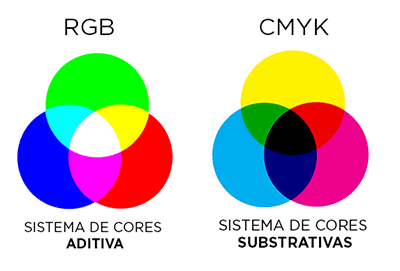 RGB
SISTEMA DE CORES
ADITIVA
CMYK
SISTEMA DE CORES
SUBSTRATIVAS